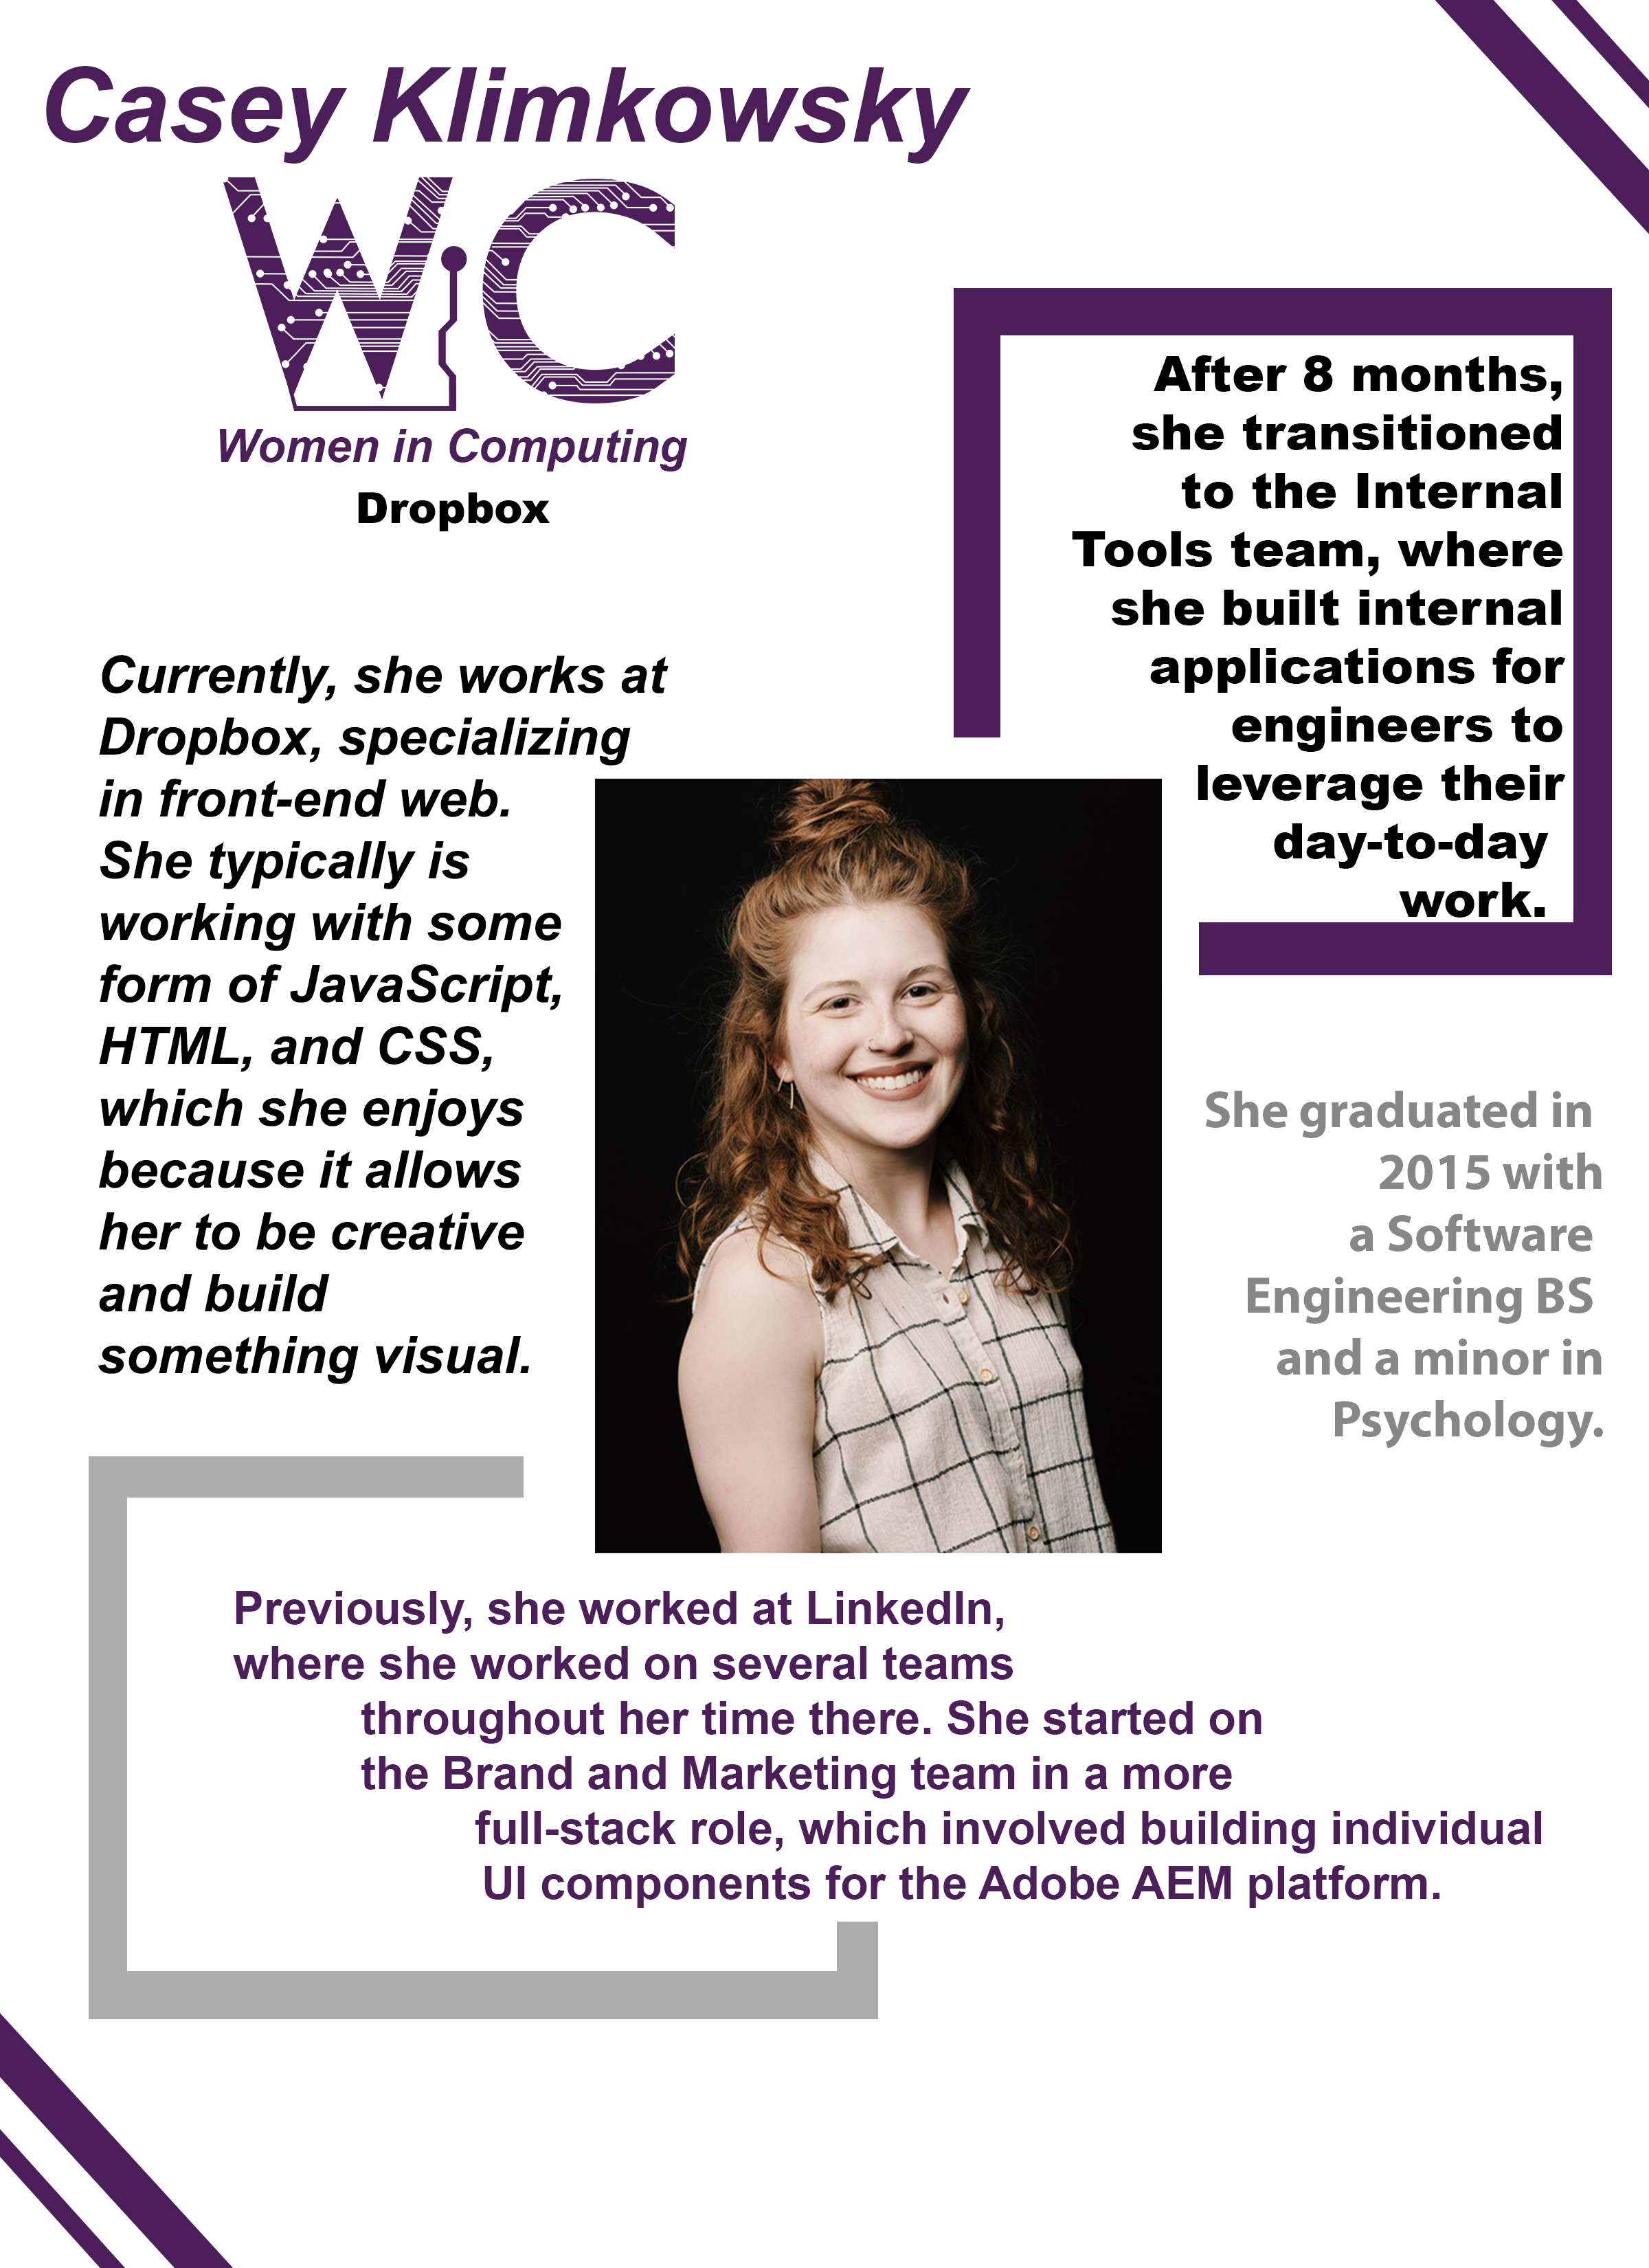 Casey Klimkowsky
WiC
Women in Computing
Dropbox
After 8 months,
she transitioned
to the Internal
Tools team, where
she built internal
applications for
engineers to
leverage their
day-to-day
work.
Currently, she works at
Dropbox, specializing
in front-end web.
She typically is
working with some
form of JavaScript,
HTML, and CSS,
which she enjoys
because it allows
her to be creative
and build
something visual.
She graduated in
2015 with
a Software
Engineering BS
and a minor in
Psychology.
Previously, she worked at LinkedIn,
where she worked on several teams
throughout her time there. She started on
the Brand and Marketing team in a more
full-stack role, which involved building individual
UI components for the Adobe AEM platform.